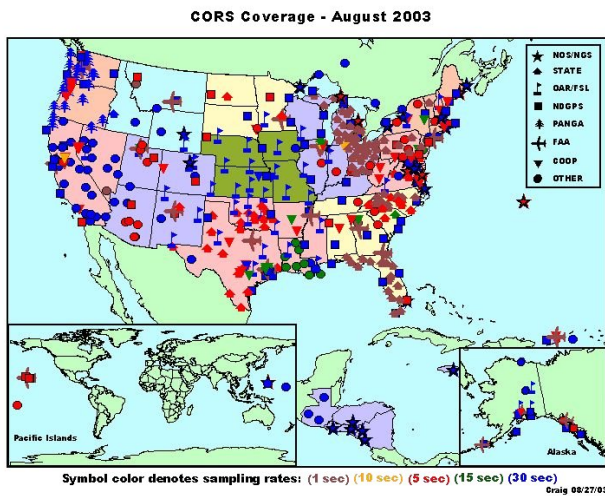 CORS Coverage - August 2003
NOS/NGS
STATE
OAR/FSL
NDGPS
PANGA
FAA
COOP
OTHER
Pacific Islands
Alaska
Symbol color denotes sampling rates: (1 sec) (10 sec) (5 sec) (15 sec) (30 sec)
Craig 08/27/03